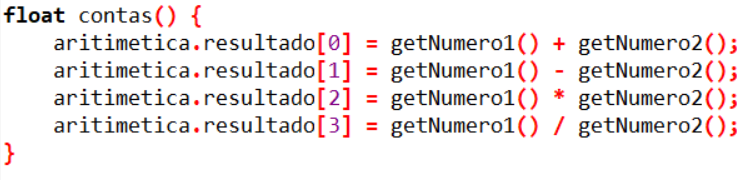 float contas() {
    aritimetica.resultado[0] = getNumero1() + getNumero2();
    aritimetica.resultado[1] = getNumero1() - getNumero2();
    aritimetica.resultado[2] = getNumero1() * getNumero2();
    aritimetica.resultado[3] = getNumero1() / getNumero2();
}